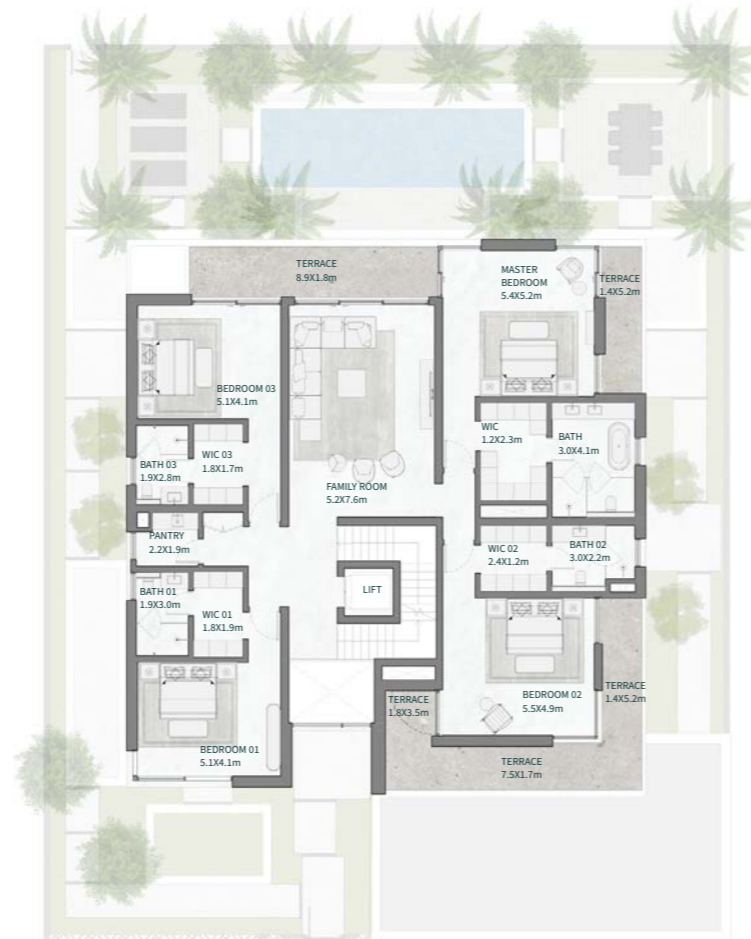 TERRACE
8.9X1.8m
MASTER
BEDROOM
5.4X5.2m
TERRACE
1.4X5.2m
BEDROOM 03
5.1X4.1m
WIC
1.2X2.3m
BATH
3.0X4.1m
BATH 03
1.9X2.8m
WIC 03
1.8X1.7m
FAMILY ROOM
5.2X7.6m
PANTRY
2.2X1.9m
WIC 02
2.4X1.2m
BATH 02
3.0X2.2m
BATH 01
1.9X3.0m
WIC 01
1.8X1.9m
LIFT
BEDROOM 02
5.5X4.9m
TERRACE
1.4X5.2m
TERRACE
1.8X3.5m
BEDROOM 01
5.1X4.1m
TERRACE
7.5X1.7m